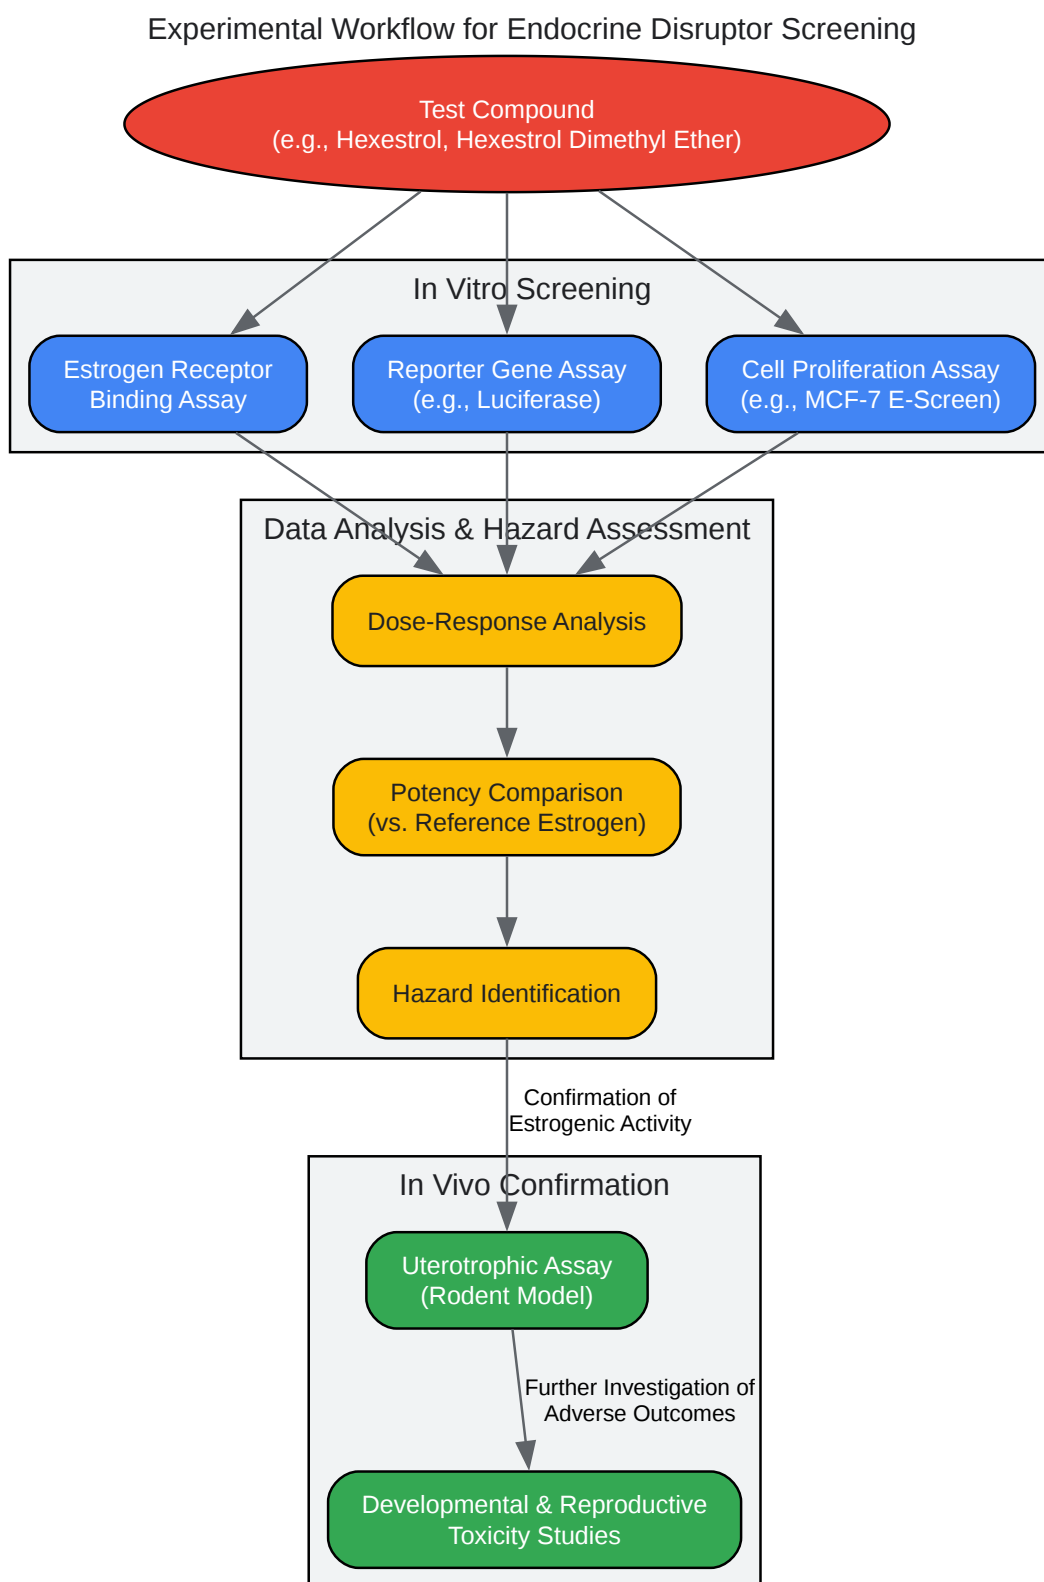 Experimental Workflow for Endocrine Disruptor Screening
Test Compound
(e.g., Hexestrol, Hexestrol Dimethyl Ether)
In Vitro Screening
Estrogen Receptor
Binding Assay
Reporter Gene Assay
(e.g., Luciferase)
Cell Proliferation Assay
(e.g., MCF-7 E-Screen)
Data Analysis & Hazard Assessment
Dose-Response Analysis
Potency Comparison
(vs. Reference Estrogen)
Hazard Identification
Confirmation of
Estrogenic Activity
In Vivo Confirmation
Uterotrophic Assay
(Rodent Model)
Further Investigation of
Adverse Outcomes
Developmental & Reproductive
Toxicity Studies